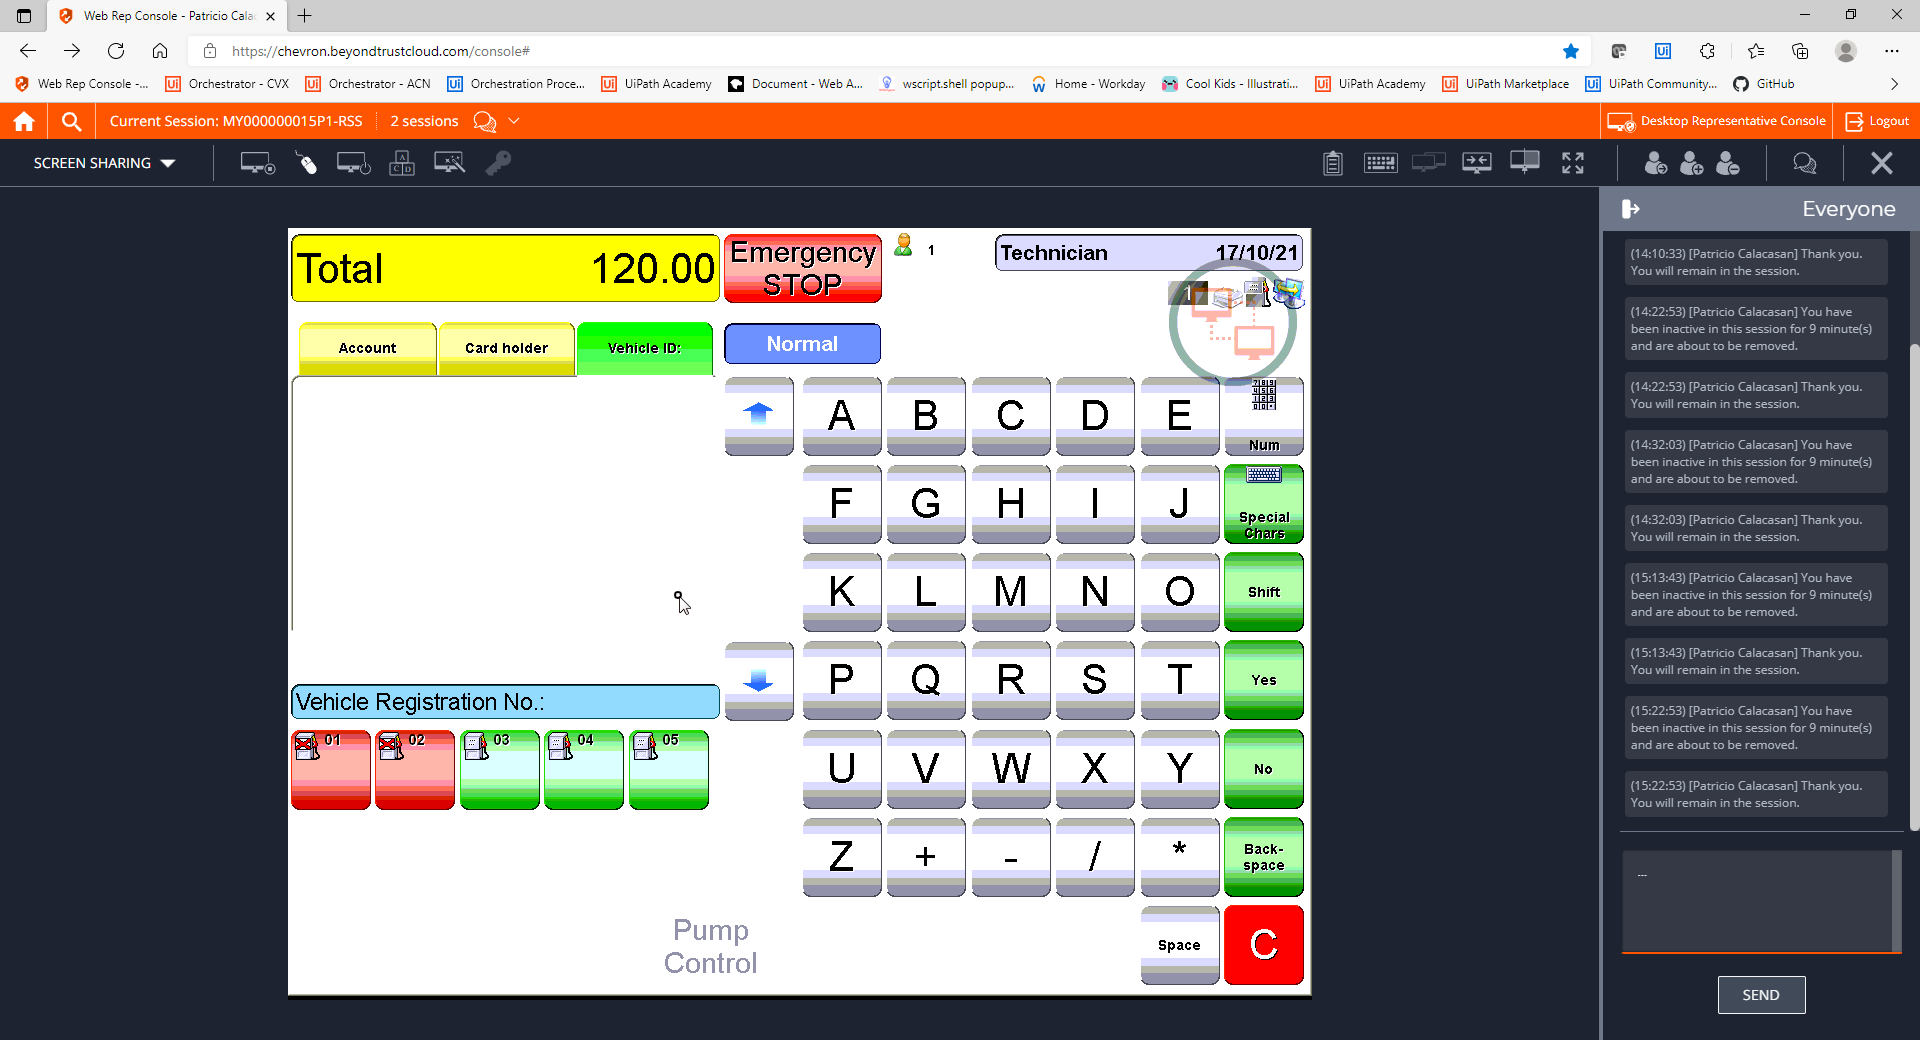 Web Rep Console - Patricio Cala
https://chevron.beyondtrustcloud.com/console#
Web Rep Console -...
Orchestrator - CVX
Orchestrator - ACN
Orchestration Proce...
UiPath Academy
Document - Web A...
wscript.shell popup...
Home - Workday
Cool Kids - Illustrati...
UiPath Academy
UiPath Marketplace
UiPath Community...
GitHub
Current Session: MY000000015P1-RSS
2 sessions
Desktop Representative Console
Logout
SCREEN SHARING
Everyone
Total 120.00
Emergency
STOP
1
Technician 17/10/21
1
Account
Card holder
Vehicle ID:
Normal
A B C D E
Num
F G H I J
Special
Chars
K L M N O
Shift
P Q R S T
Yes
Vehicle Registration No.:
01 02 03 04 05
U V W X Y
No
Z + - / *
Back-
space
Pump
Control
Space
C
(14:10:33) [Patricio Calacasan] Thank you.
You will remain in the session.
(14:22:53) [Patricio Calacasan] You have
been inactive in this session for 9 minute(s)
and are about to be removed.
(14:22:53) [Patricio Calacasan] Thank you.
You will remain in the session.
(14:32:03) [Patricio Calacasan] You have
been inactive in this session for 9 minute(s)
and are about to be removed.
(14:32:03) [Patricio Calacasan] Thank you.
You will remain in the session.
(15:13:43) [Patricio Calacasan] You have
been inactive in this session for 9 minute(s)
and are about to be removed.
(15:13:43) [Patricio Calacasan] Thank you.
You will remain in the session.
(15:22:53) [Patricio Calacasan] You have
been inactive in this session for 9 minute(s)
and are about to be removed.
(15:22:53) [Patricio Calacasan] Thank you.
You will remain in the session.
...
SEND